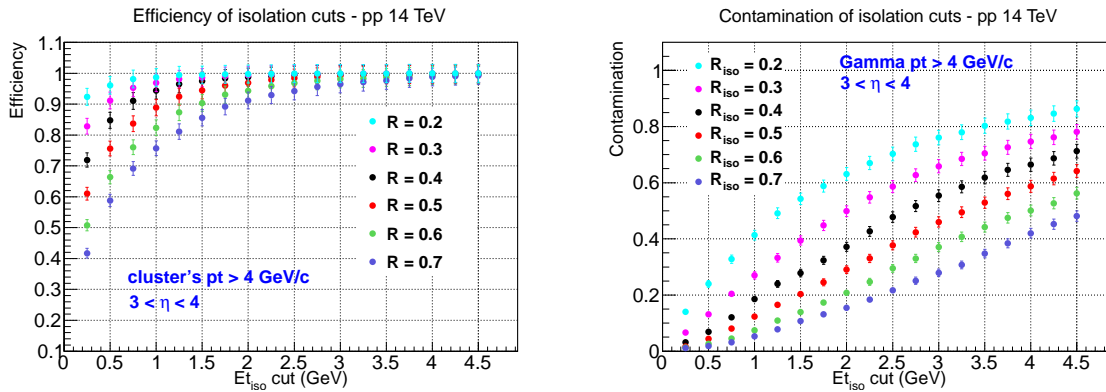 Efficiency of isolation cuts - pp 14 TeV
Efficiency
1.1
1
0.9
0.8
0.7
0.6
0.5
0.4
0.3
0.2
0.1
R = 0.2
R = 0.3
R = 0.4
R = 0.5
R = 0.6
R = 0.7
cluster's pt > 4 GeV/c
3 < η < 4
0 0.5 1 1.5 2 2.5 3 3.5 4 4.5
Et_iso cut (GeV)
Contamination of isolation cuts - pp 14 TeV
Contamination
1
0.8
0.6
0.4
0.2
0
R_iso = 0.2
R_iso = 0.3
R_iso = 0.4
R_iso = 0.5
R_iso = 0.6
R_iso = 0.7
Gamma pt > 4 GeV/c
3 < η < 4
0 0.5 1 1.5 2 2.5 3 3.5 4 4.5
Et_iso cut (GeV)